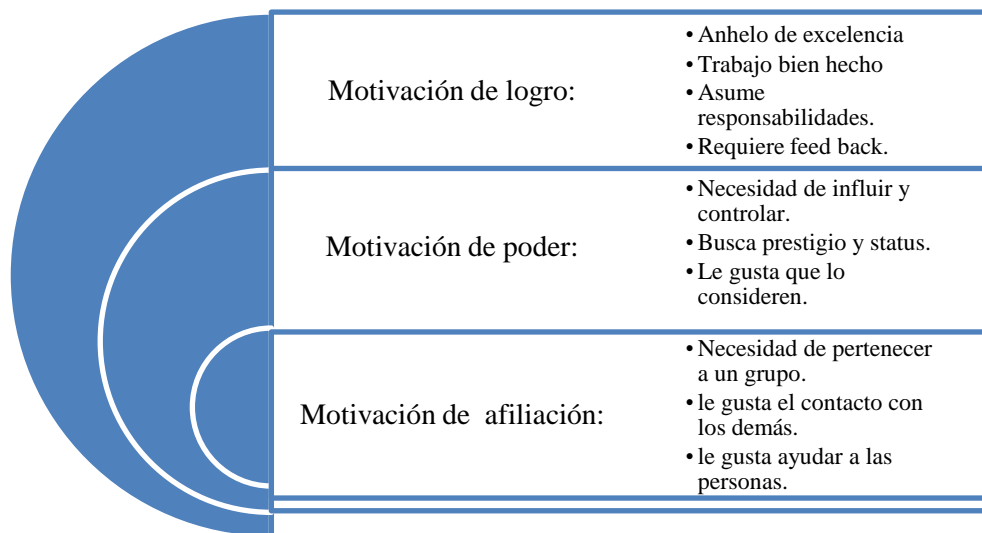 Motivación de logro:
• Anhelo de excelencia
• Trabajo bien hecho
• Asume
responsabilidades.
• Requiere feed back.
Motivación de poder:
• Necesidad de influir y
controlar.
• Busca prestigio y status.
• Le gusta que lo
consideren.
Motivación de  afiliación:
• Necesidad de pertenecer
a un grupo.
• le gusta el contacto con
los demás.
• le gusta ayudar a las
personas.